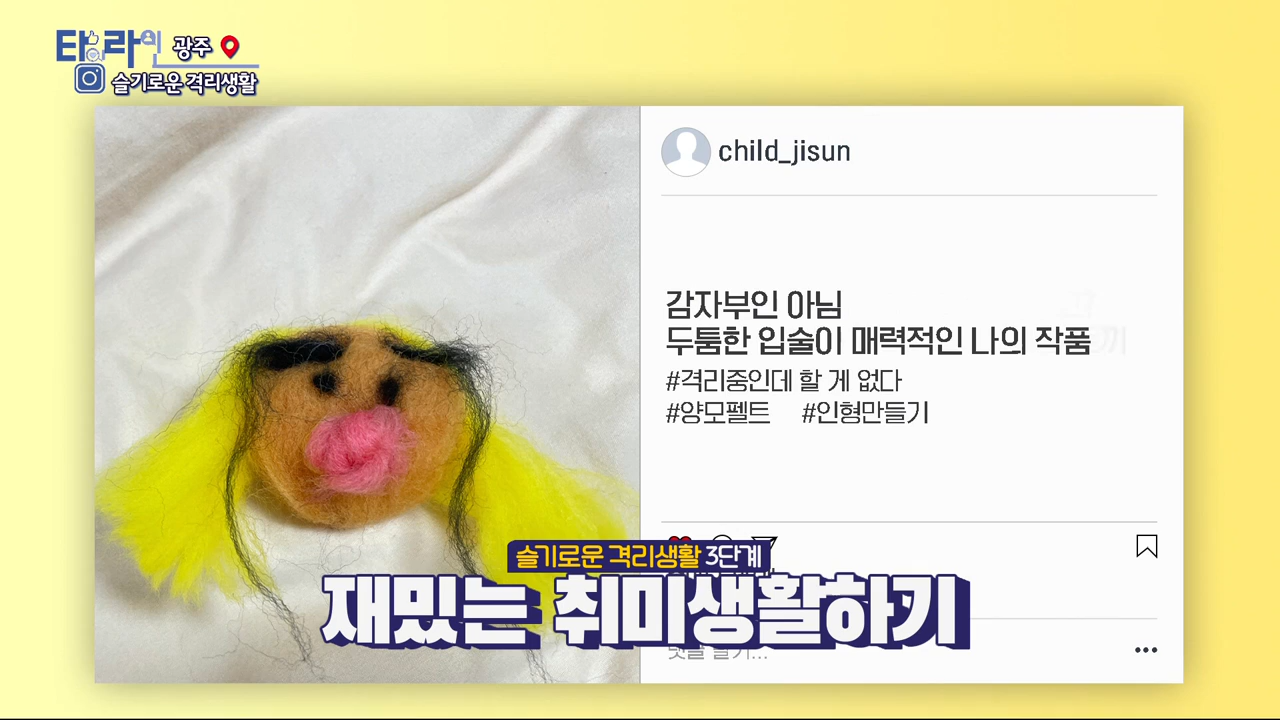 타라인 광주
슬기로운 격리생활
child_jisun
감자부인 아님
두툼한 입술이 매력적인 나의 작품
#격리중인데 할 게 없다
#양모펠트 #인형만들기
슬기로운 격리생활 3단계
재밌는 취미생활하기